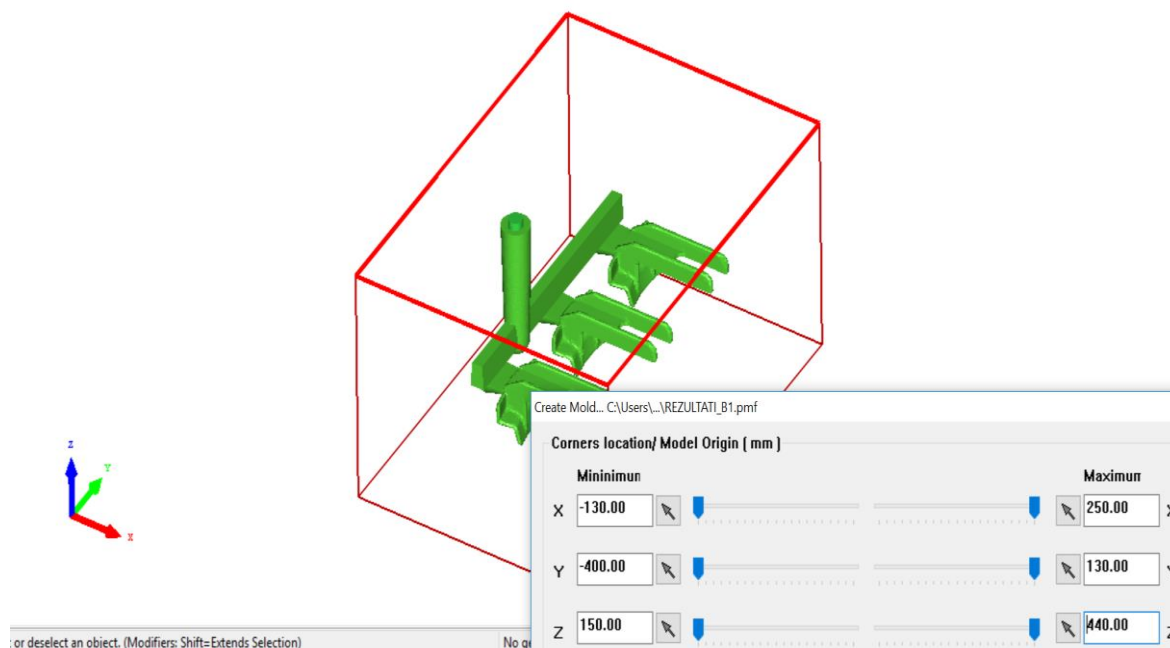 Create Mold... C:\Users\...\REZULTATI_B1.pmf
Corners location/ Model Origin ( mm )
Mininimun Maximum
X -130.00 250.00 X
Y -400.00 130.00 Y
Z 150.00 440.00 Z
z
Y
X
or deselect an object. (Modifiers: Shift=Extends Selection) No